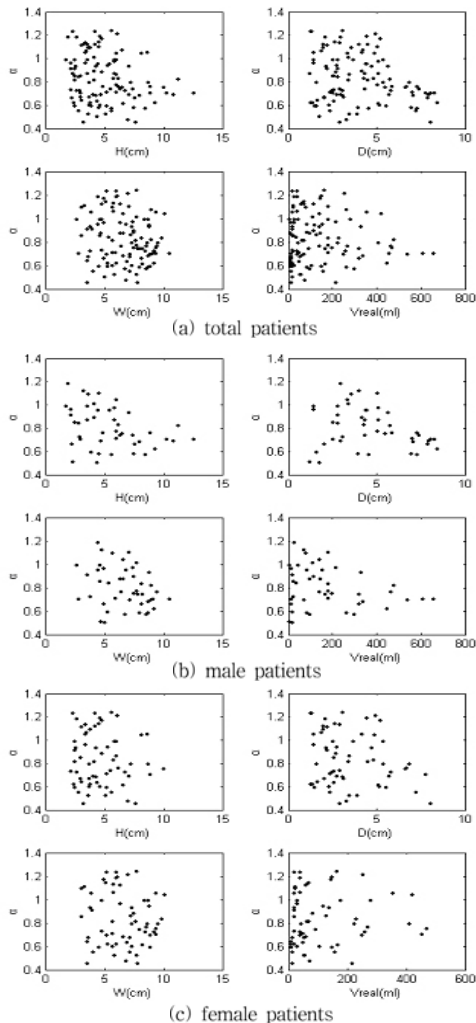 1.4
1.2
1
0.8
0.6
0.4
α
0 5 10 15
H(cm)
1.4
1.2
1
0.8
0.6
0.4
α
0 5 10
D(cm)
1.4
1.2
1
0.8
0.6
0.4
α
0 5 10 15
W(cm)
1.4
1.2
1
0.8
0.6
0.4
α
0 200 400 600 800
Vreal(ml)
(a) total patients
1.4
1.2
1
0.8
0.6
0.4
α
0 5 10 15
H(cm)
1.4
1.2
1
0.8
0.6
0.4
α
0 5 10
D(cm)
1.4
1.2
1
0.8
0.6
0.4
α
0 5 10 15
W(cm)
1.4
1.2
1
0.8
0.6
0.4
α
0 200 400 600 800
Vreal(ml)
(b) male patients
1.4
1.2
1
0.8
0.6
0.4
α
0 5 10 15
H(cm)
1.4
1.2
1
0.8
0.6
0.4
α
0 5 10
D(cm)
1.4
1.2
1
0.8
0.6
0.4
α
0 5 10 15
W(cm)
1.4
1.2
1
0.8
0.6
0.4
α
0 200 400 600
Vreal(ml)
(c) female patients